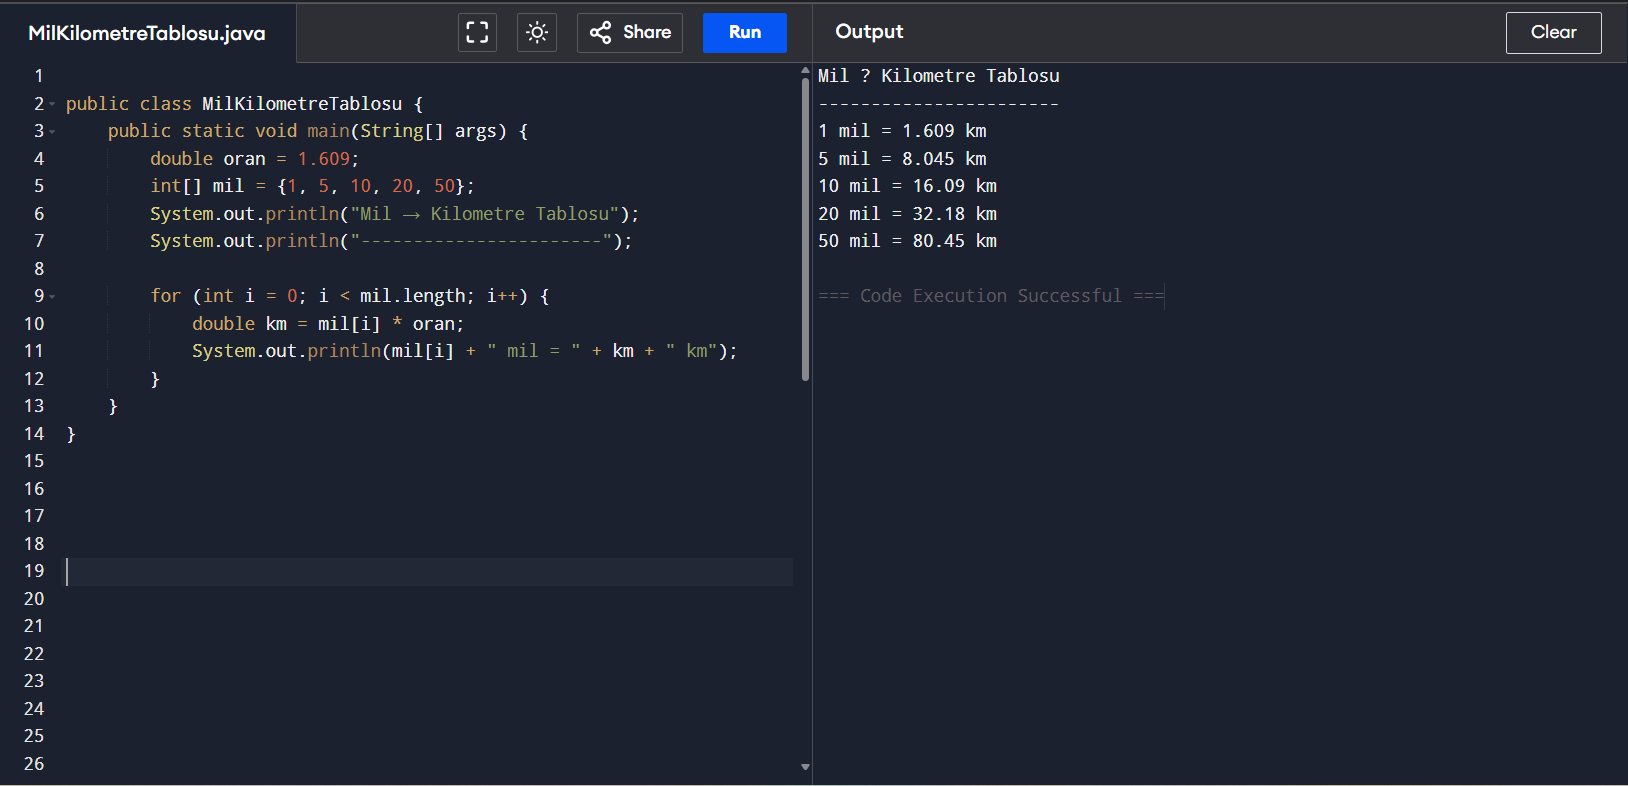 MilKilometreTablosu.java
Share
Run
Output
Clear
1
2 public class MilKilometreTablosu {
3     public static void main(String[] args) {
4         double oran = 1.609;
5         int[] mil = {1, 5, 10, 20, 50};
6         System.out.println("Mil → Kilometre Tablosu");
7         System.out.println("-----------------------");
8
9         for (int i = 0; i < mil.length; i++) {
10             double km = mil[i] * oran;
11             System.out.println(mil[i] + " mil = " + km + " km");
12         }
13     }
14 }
15
16
17
18
19
20
21
22
23
24
25
26
Mil ? Kilometre Tablosu
-----------------------
1 mil = 1.609 km
5 mil = 8.045 km
10 mil = 16.09 km
20 mil = 32.18 km
50 mil = 80.45 km
=== Code Execution Successful ===